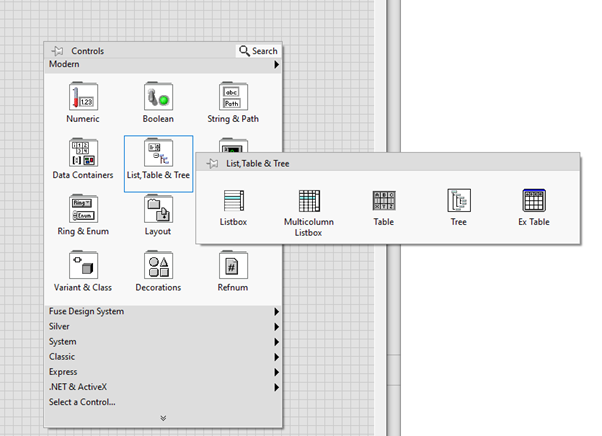 Controls
Search
Modern
123
abc
Path
Numeric
Boolean
String & Path
List,Table & Tree
Data Containers
List,Table & Tree
Ring
Enum
Listbox
Multicolumn
Listbox
Table
Tree
Ex Table
Ring & Enum
Layout
#
Variant & Class
Decorations
Refnum
Fuse Design System
Silver
System
Classic
Express
.NET & ActiveX
Select a Control...